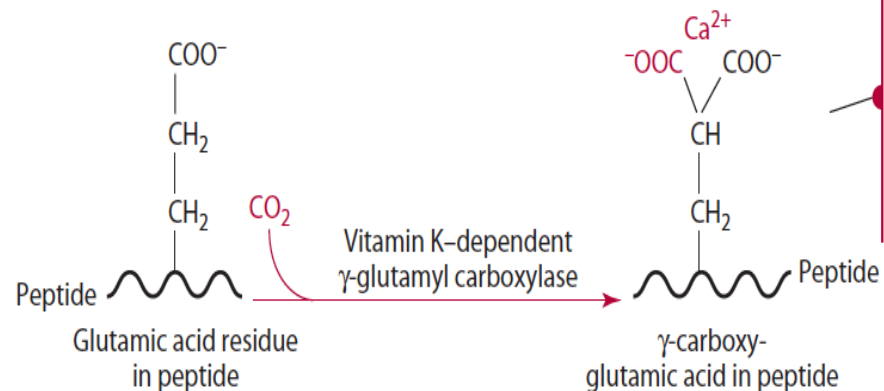 COO⁻
CH₂
CH₂
Peptide
Glutamic acid residue
in peptide
CO₂
Vitamin K–dependent
γ-glutamyl carboxylase
Ca²⁺
⁻OOC COO⁻
CH
CH₂
Peptide
γ-carboxy-
glutamic acid in peptide